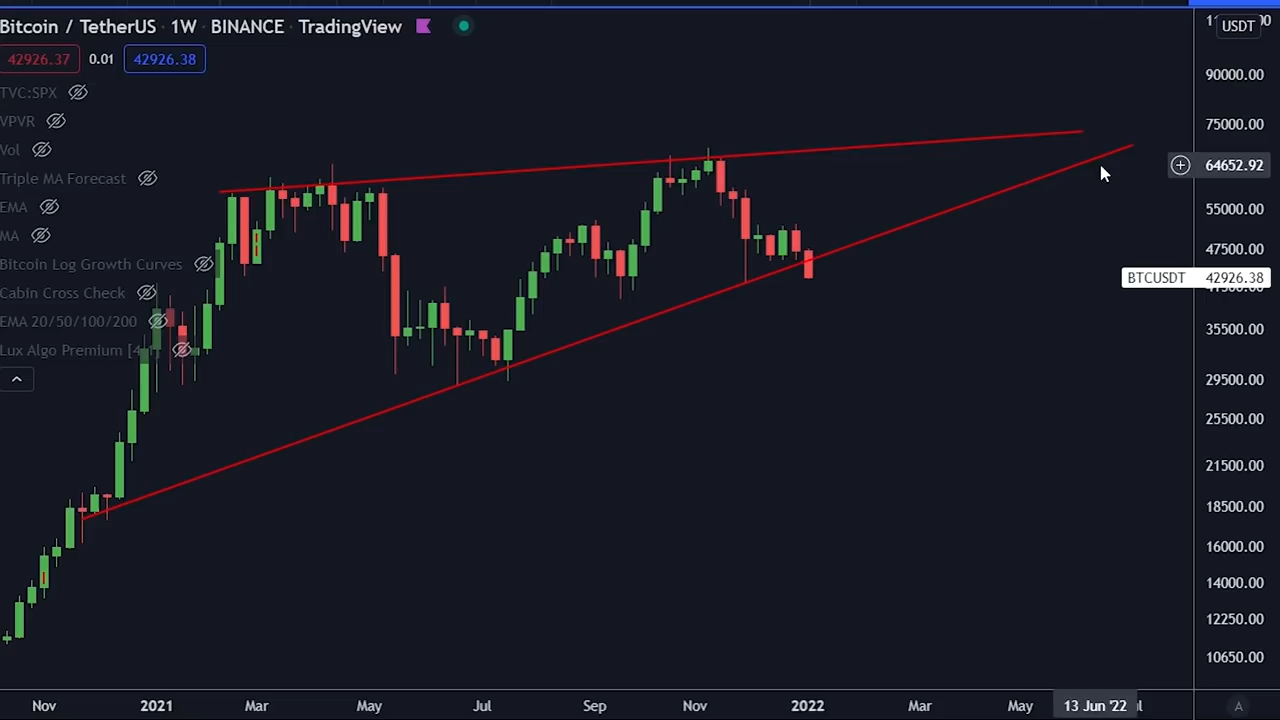 Bitcoin / TetherUS · 1W · BINANCE · TradingView
USDT
42926.37 0.01 42926.38
TVC:SPX
90000.00
VPVR
75000.00
Vol
64652.92
Triple MA Forecast
EMA
55000.00
MA
47500.00
Bitcoin Log Growth Curves
BTCUSDT 42926.38
Cabin Cross Check
EMA 20/50/100/200
35500.00
Lux Algo Premium
29500.00
25500.00
21500.00
18500.00
16000.00
14000.00
12250.00
10650.00
Nov 2021 Mar May Jul Sep Nov 2022 Mar May 13 Jun '22
A